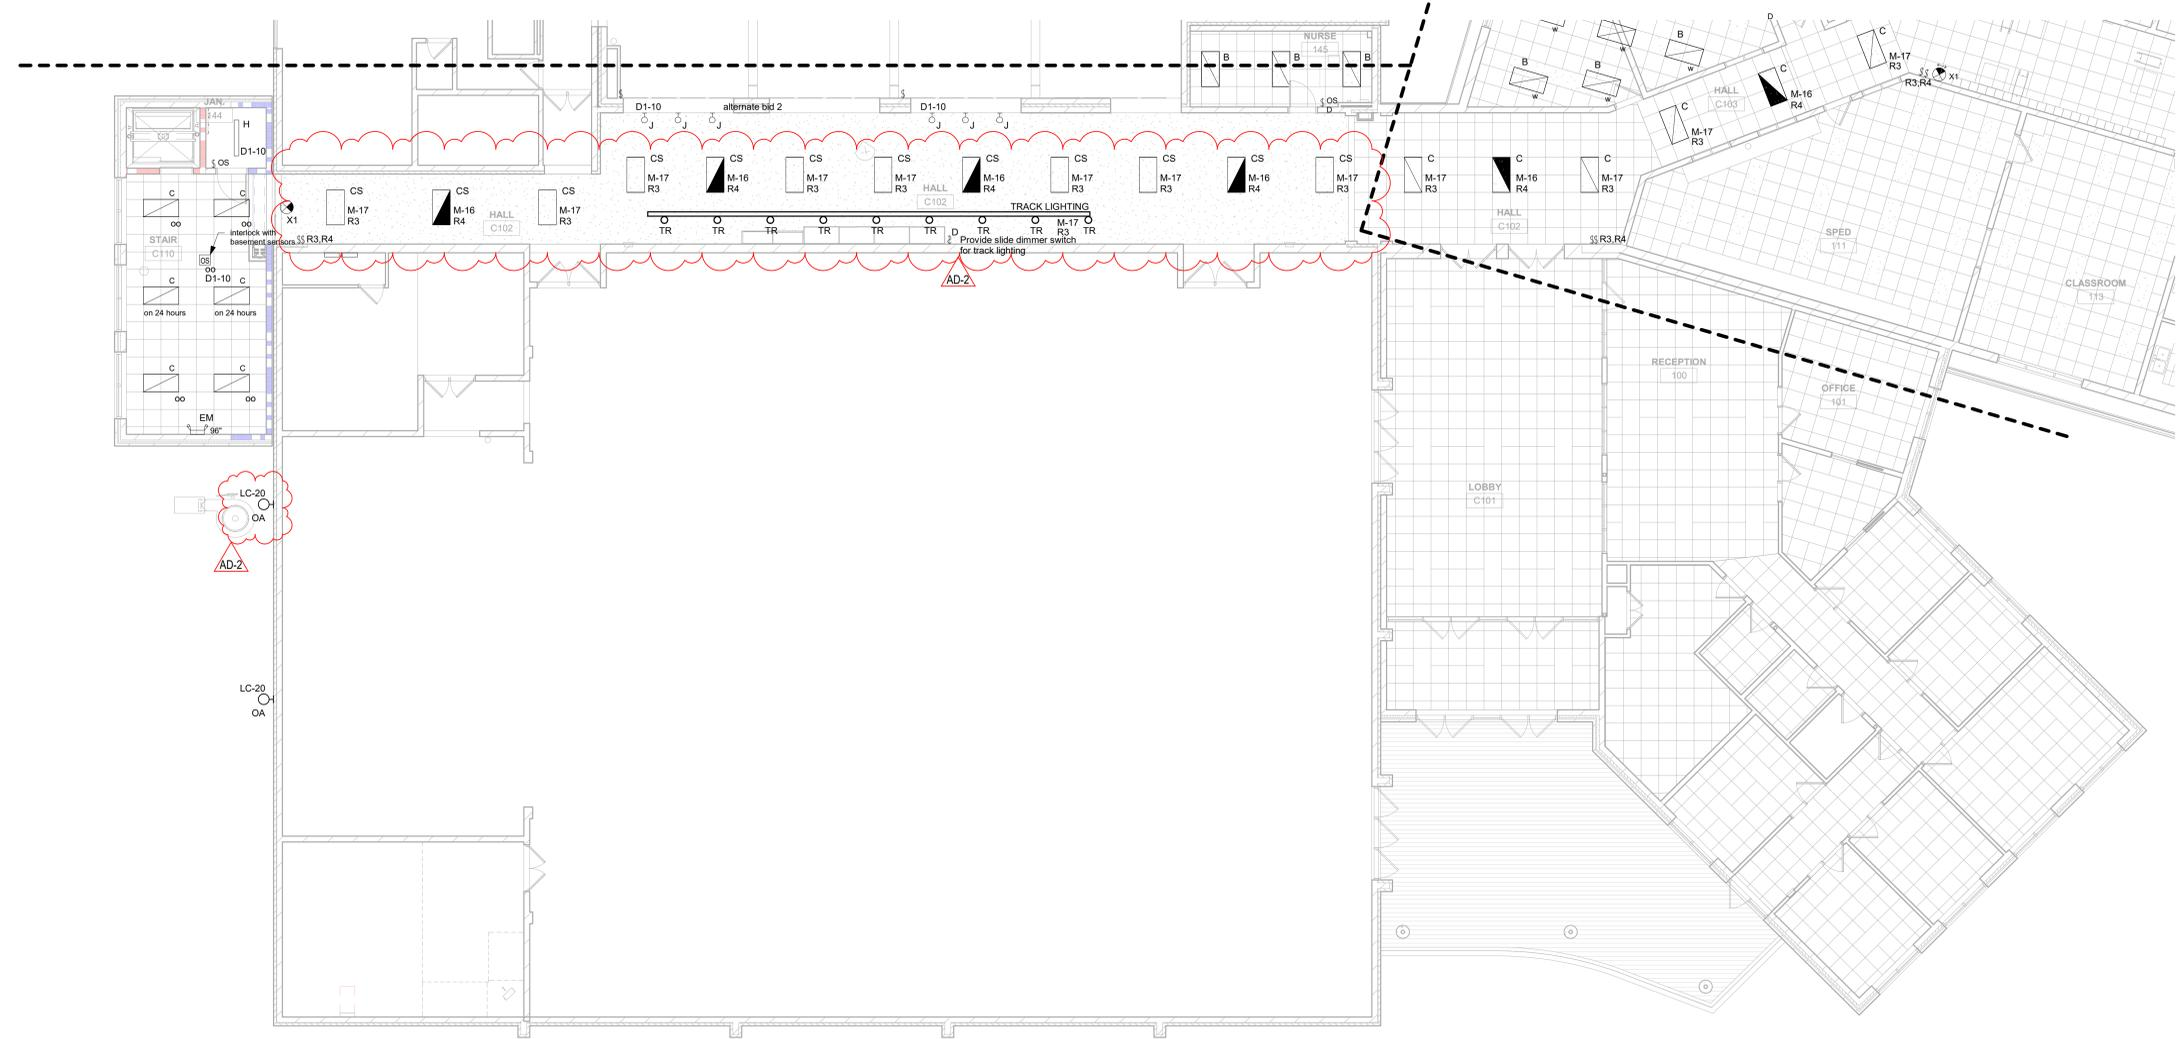 NURSE
145
B
B
B
OS
D
B
B
B
w
w
w
w
w
D
C
M-17
R3
C
M-16
R4
C
M-17
R3
HALL
C103
$$
R3,R4
X1
JAN.
144
H
D1-10
$ OS
D1-10
J
J
J
alternate bid 2
D1-10
J
J
J
CS
M-17
R3
CS
M-16
R4
CS
M-17
R3
CS
M-17
R3
CS
M-16
R4
CS
M-17
R3
CS
M-17
R3
CS
M-16
R4
CS
M-17
R3
C
M-17
R3
C
M-16
R4
C
M-17
R3
CS
M-17
R3
CS
M-16
R4
CS
M-17
R3
HALL
C102
HALL
C102
HALL
C102
X1
$$ R3,R4
TRACK LIGHTING
TR
TR
TR
TR
TR
TR
TR
TR
TR
M-17
R3
D
Provide slide dimmer switch
for track lighting
AD-2
$$ R3,R4
SPED
111
CLASSROOM
113
C
C
OO
OO
STAIR
C110
interlock with
basement sensors
OS
OO
D1-10
C
C
on 24 hours
on 24 hours
C
C
OO
OO
EM
96"
RECEPTION
100
OFFICE
101
LOBBY
C101
LC-20
OA
AD-2
LC-20
OA